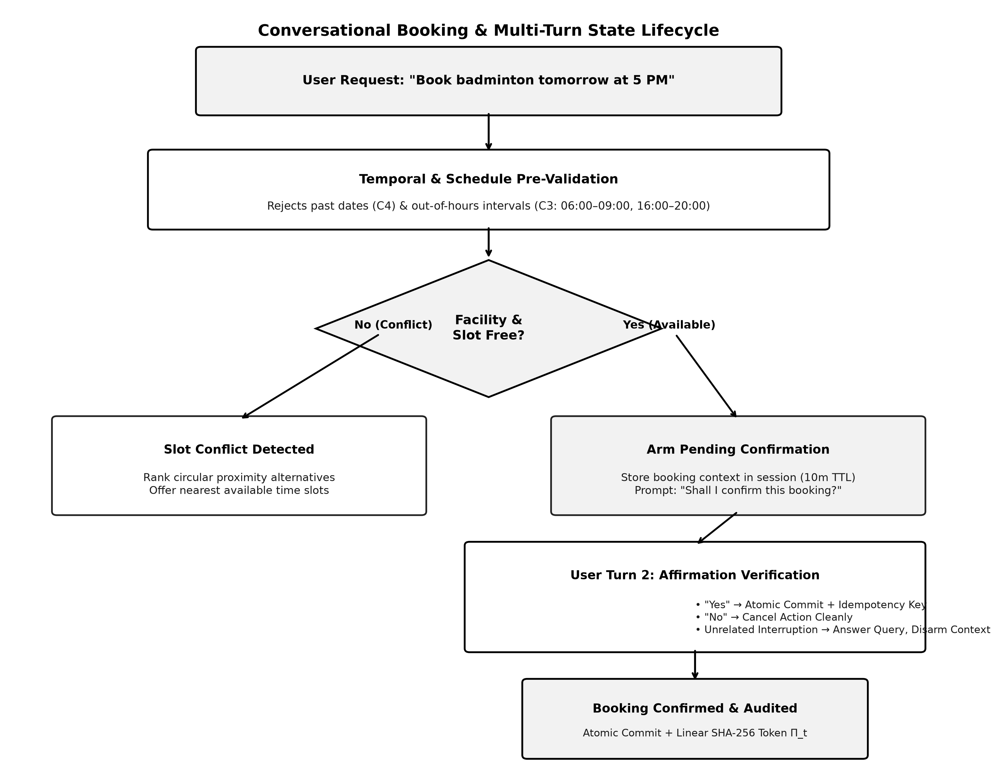 Conversational Booking & Multi-Turn State Lifecycle
User Request: "Book badminton tomorrow at 5 PM"
Temporal & Schedule Pre-Validation
Rejects past dates (C4) & out-of-hours intervals (C3: 06:00–09:00, 16:00–20:00)
No (Conflict)
Facility &
Slot Free?
Yes (Available)
Slot Conflict Detected
Rank circular proximity alternatives
Offer nearest available time slots
Arm Pending Confirmation
Store booking context in session (10m TTL)
Prompt: "Shall I confirm this booking?"
User Turn 2: Affirmation Verification
• "Yes" → Atomic Commit + Idempotency Key
• "No" → Cancel Action Cleanly
• Unrelated Interruption → Answer Query, Disarm Context
Booking Confirmed & Audited
Atomic Commit + Linear SHA-256 Token Π_t